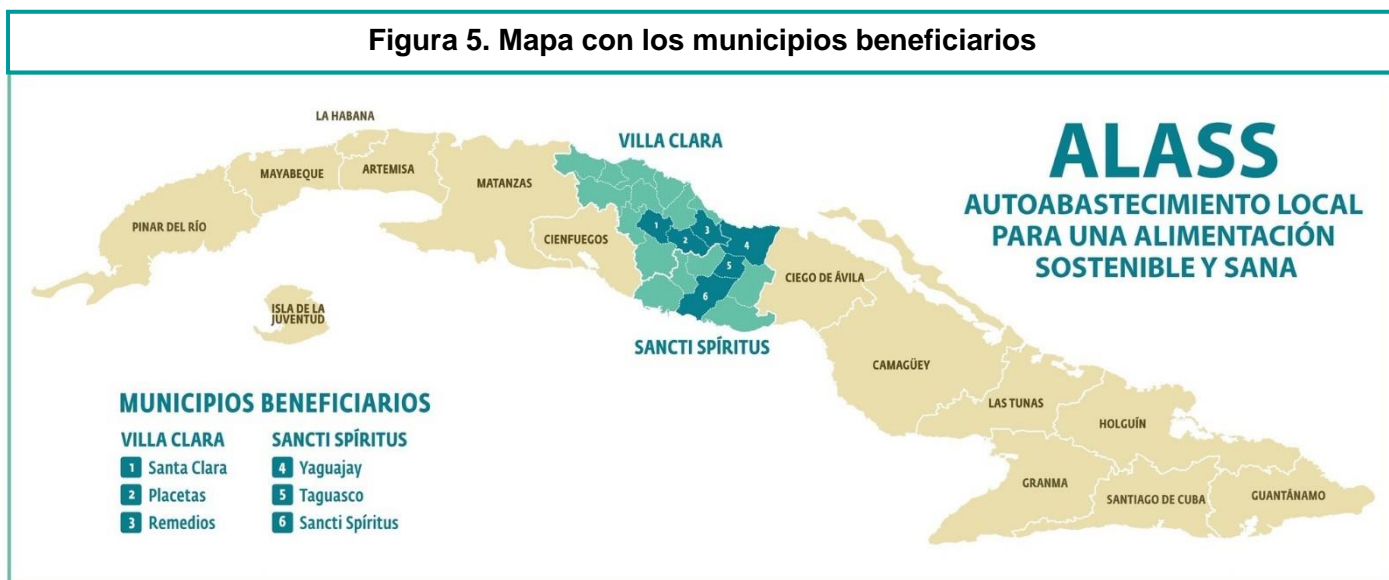 Figura 5. Mapa con los municipios beneficiarios
LA HABANA
VILLA CLARA
MAYABEQUE
ARTEMISA
MATANZAS
PINAR DEL RÍO
CIENFUEGOS
ISLA DE LA
JUVENTUD
1
2
3
4
5
6
CIEGO DE ÁVILA
SANCTI SPÍRITUS
CAMAGÜEY
LAS TUNAS
HOLGUÍN
GRANMA
SANTIAGO DE CUBA
GUANTÁNAMO
ALASS
AUTOABASTECIMIENTO LOCAL
PARA UNA ALIMENTACIÓN
SOSTENIBLE Y SANA
MUNICIPIOS BENEFICIARIOS
VILLA CLARA
1 Santa Clara
2 Placetas
3 Remedios
SANCTI SPÍRITUS
4 Yaguajay
5 Taguasco
6 Sancti Spíritus